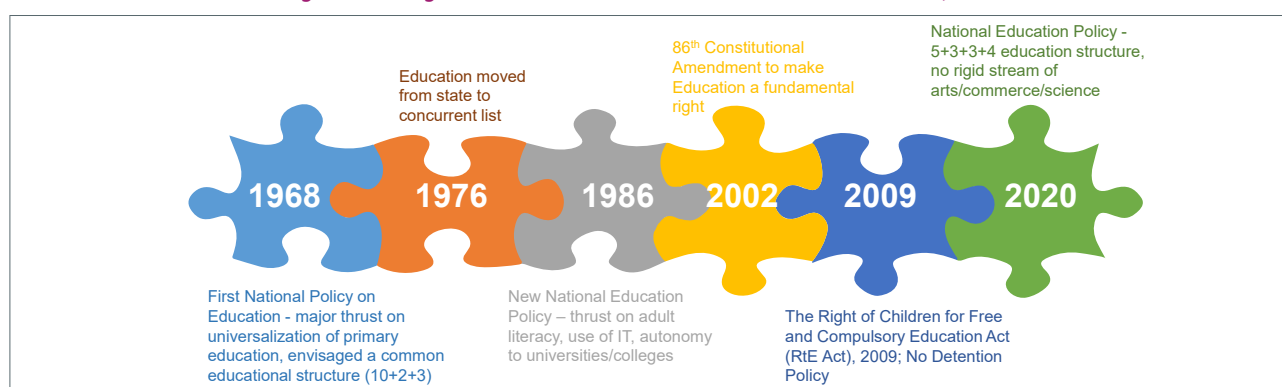 86th Constitutional
Amendment to make
Education a fundamental
right
National Education Policy -
5+3+3+4 education structure,
no rigid stream of
arts/commerce/science
Education moved
from state to
concurrent list
1968
1976
1986
2002
2009
2020
First National Policy on
Education - major thrust on
universalization of primary
education, envisaged a common
educational structure (10+2+3)
New National Education
Policy – thrust on adult
literacy, use of IT, autonomy
to universities/colleges
The Right of Children for Free
and Compulsory Education Act
(RtE Act), 2009; No Detention
Policy